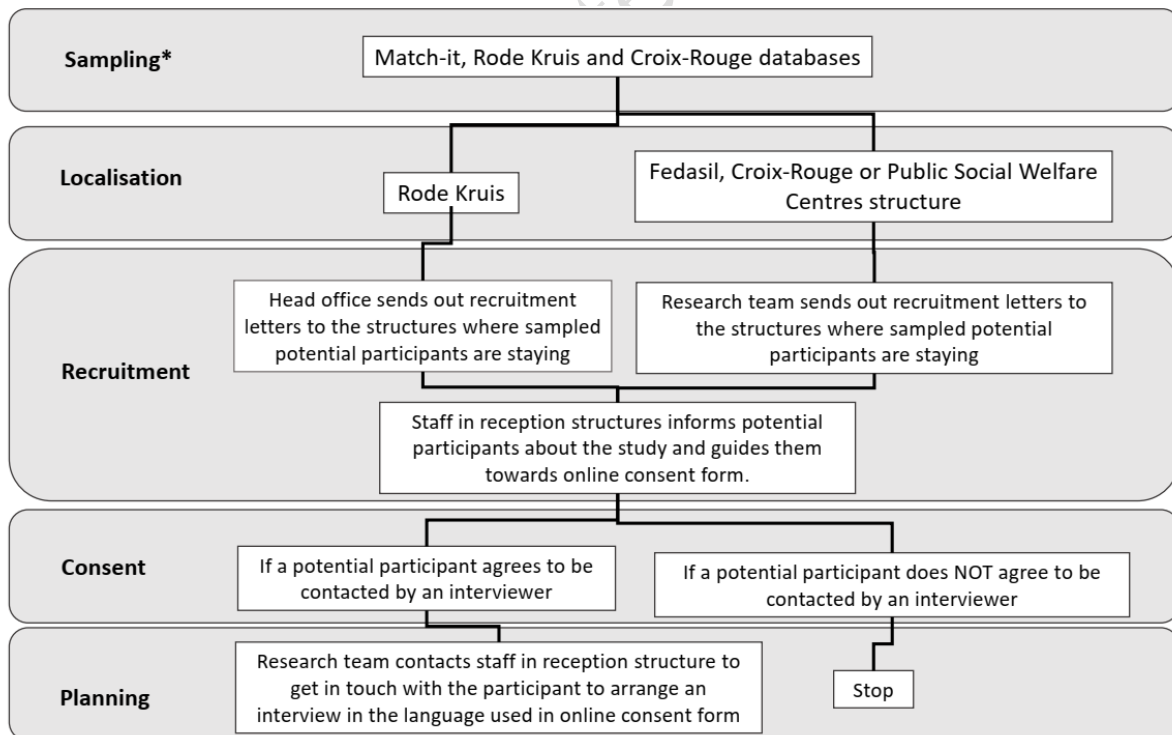 Sampling*
Match-it, Rode Kruis and Croix-Rouge databases
Localisation
Rode Kruis
Fedasil, Croix-Rouge or Public Social Welfare
Centres structure
Recruitment
Head office sends out recruitment
letters to the structures where sampled
potential participants are staying
Research team sends out recruitment letters to
the structures where sampled potential
participants are staying
Staff in reception structures informs potential
participants about the study and guides them
towards online consent form.
Consent
If a potential participant agrees to be
contacted by an interviewer
If a potential participant does NOT agree to be
contacted by an interviewer
Planning
Research team contacts staff in reception structure to
get in touch with the participant to arrange an
interview in the language used in online consent form
Stop